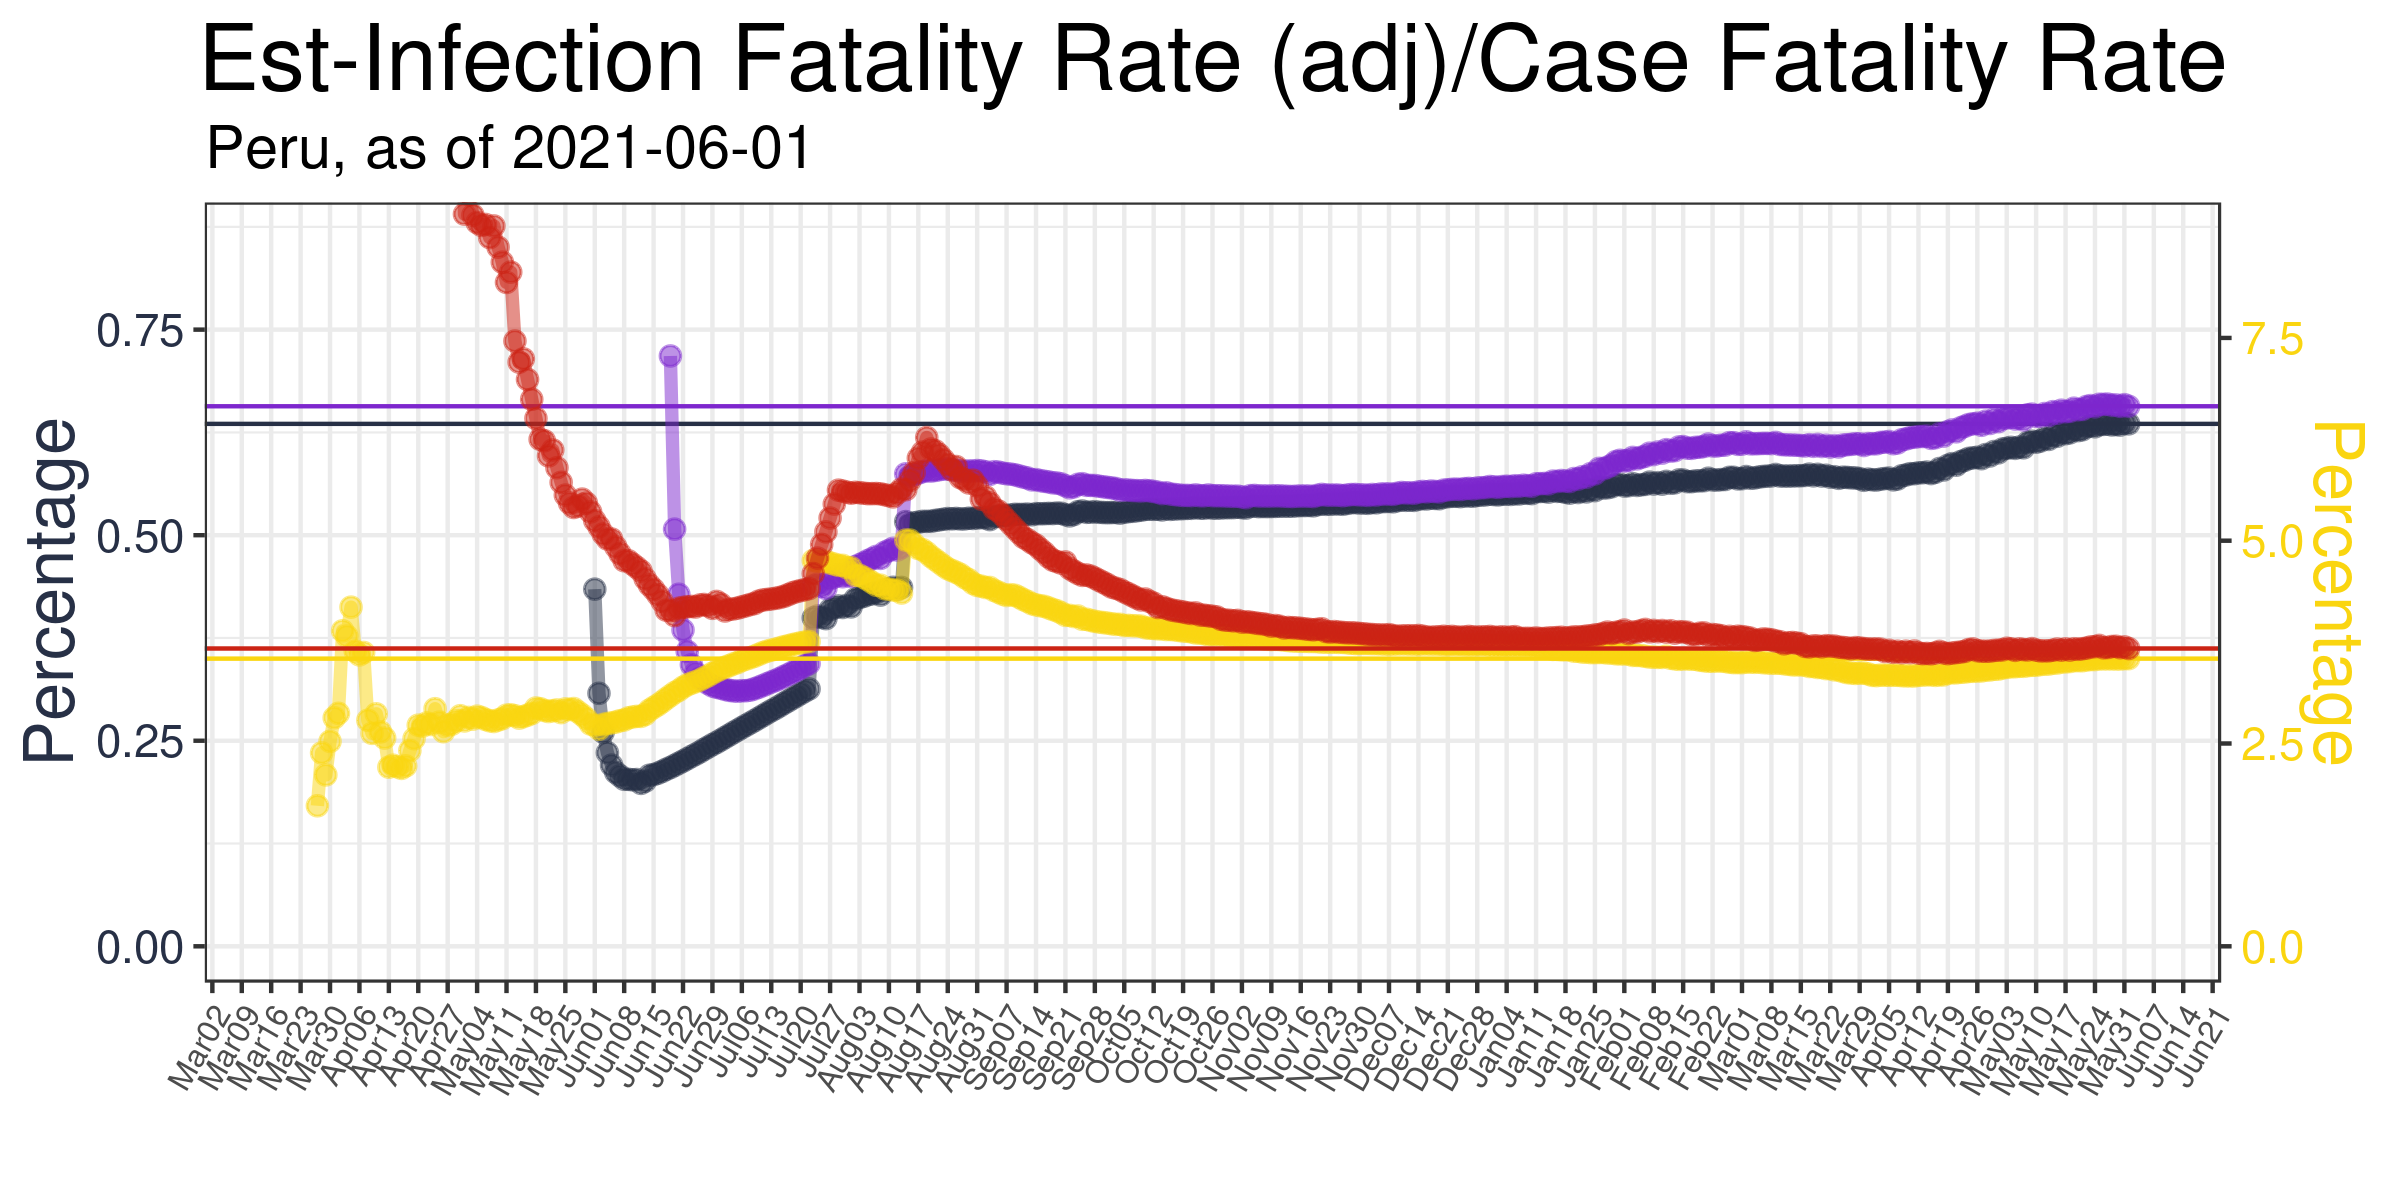 Est-Infection Fatality Rate (adj)/Case Fatality Rate
Peru, as of 2021-06-01
Percentage
0.75
0.50
0.25
0.00
7.5
5.0
2.5
0.0
Percentage
Mar02
Mar09
Mar16
Mar23
Mar30
Apr06
Apr13
Apr20
Apr27
May04
May11
May18
May25
Jun01
Jun08
Jun15
Jun22
Jun29
Jul06
Jul13
Jul20
Jul27
Aug03
Aug10
Aug17
Aug24
Aug31
Sep07
Sep14
Sep21
Sep28
Oct05
Oct12
Oct19
Oct26
Nov02
Nov09
Nov16
Nov23
Nov30
Dec07
Dec14
Dec21
Dec28
Jan04
Jan11
Jan18
Jan25
Feb01
Feb08
Feb15
Feb22
Mar01
Mar08
Mar15
Mar22
Mar29
Apr05
Apr12
Apr19
Apr26
May03
May10
May17
May24
May31
Jun07
Jun14
Jun21